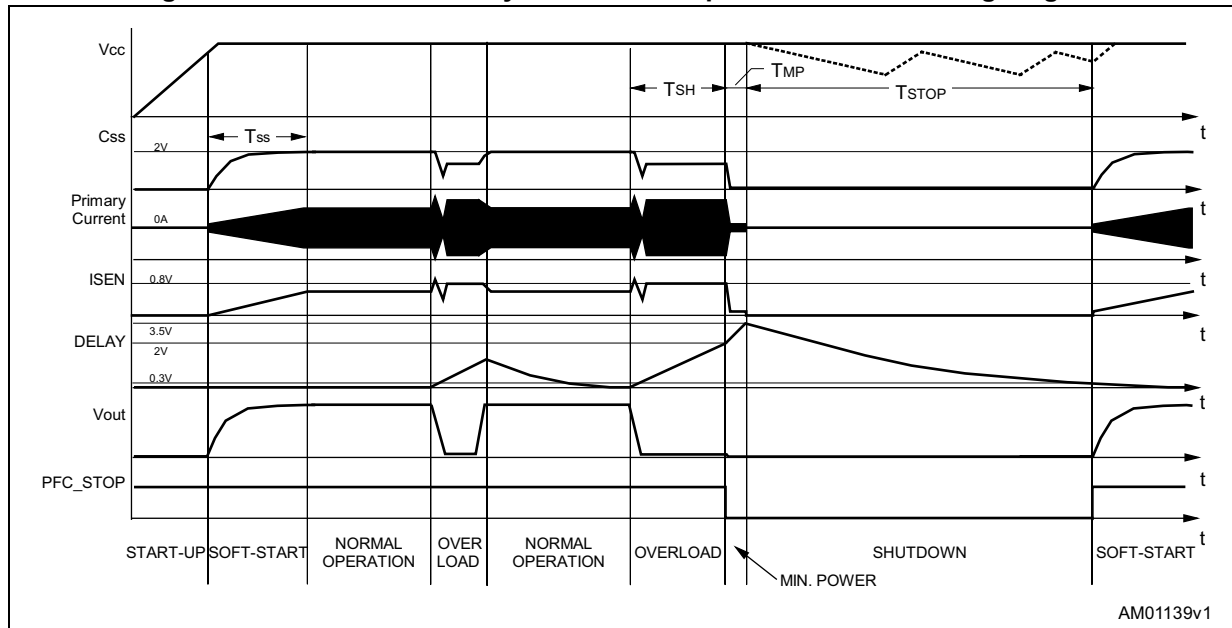 Vcc
TMP
TSH
TSTOP
t
Css
Tss
2V
t
Primary
Current
0A
t
ISEN
0.8V
t
DELAY
3.5V
2V
0.3V
t
Vout
t
PFC_STOP
t
t
START-UP
SOFT-START
NORMAL
OPERATION
OVER
LOAD
NORMAL
OPERATION
OVERLOAD
MIN. POWER
SHUTDOWN
SOFT-START
AM01139v1